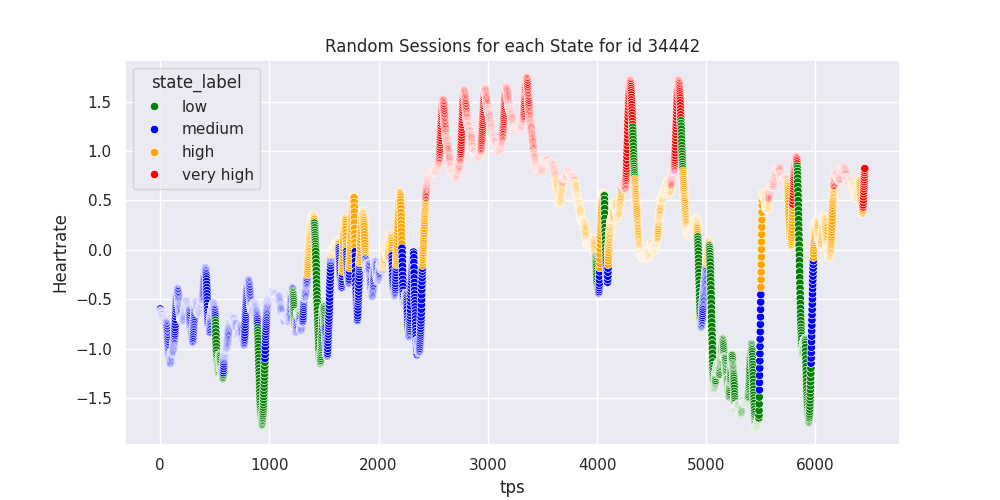 Random Sessions for each State for id 34442
state_label
low
medium
high
very high
Heartrate
1.5
1.0
0.5
0.0
−0.5
−1.0
−1.5
0 1000 2000 3000 4000 5000 6000
tps